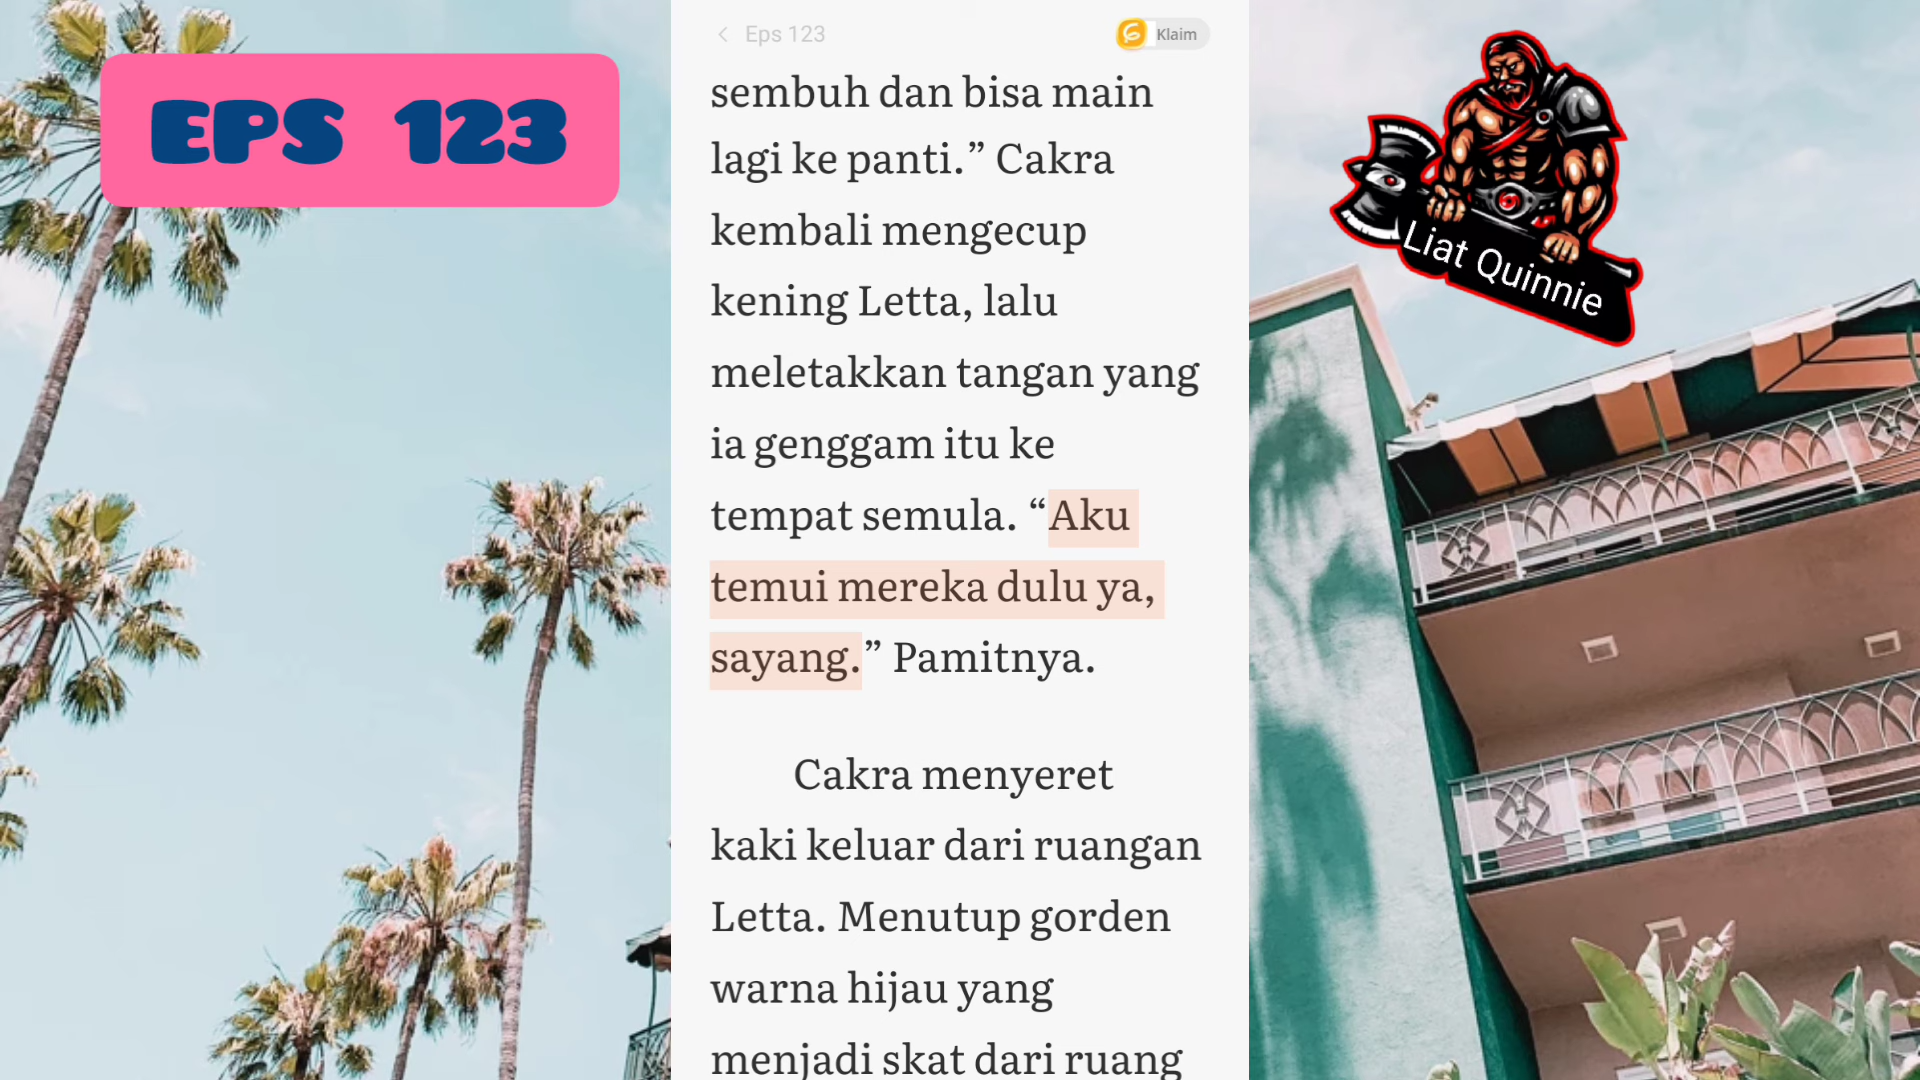 EPS 123
Eps 123
Klaim
sembuh dan bisa main
lagi ke panti.” Cakra
kembali mengecup
kening Letta, lalu
meletakkan tangan yang
ia genggam itu ke
tempat semula. “Aku
temui mereka dulu ya,
sayang.” Pamitnya.
Cakra menyeret
kaki keluar dari ruangan
Letta. Menutup gorden
warna hijau yang
menjadi skat dari ruang
Liat Quinnie